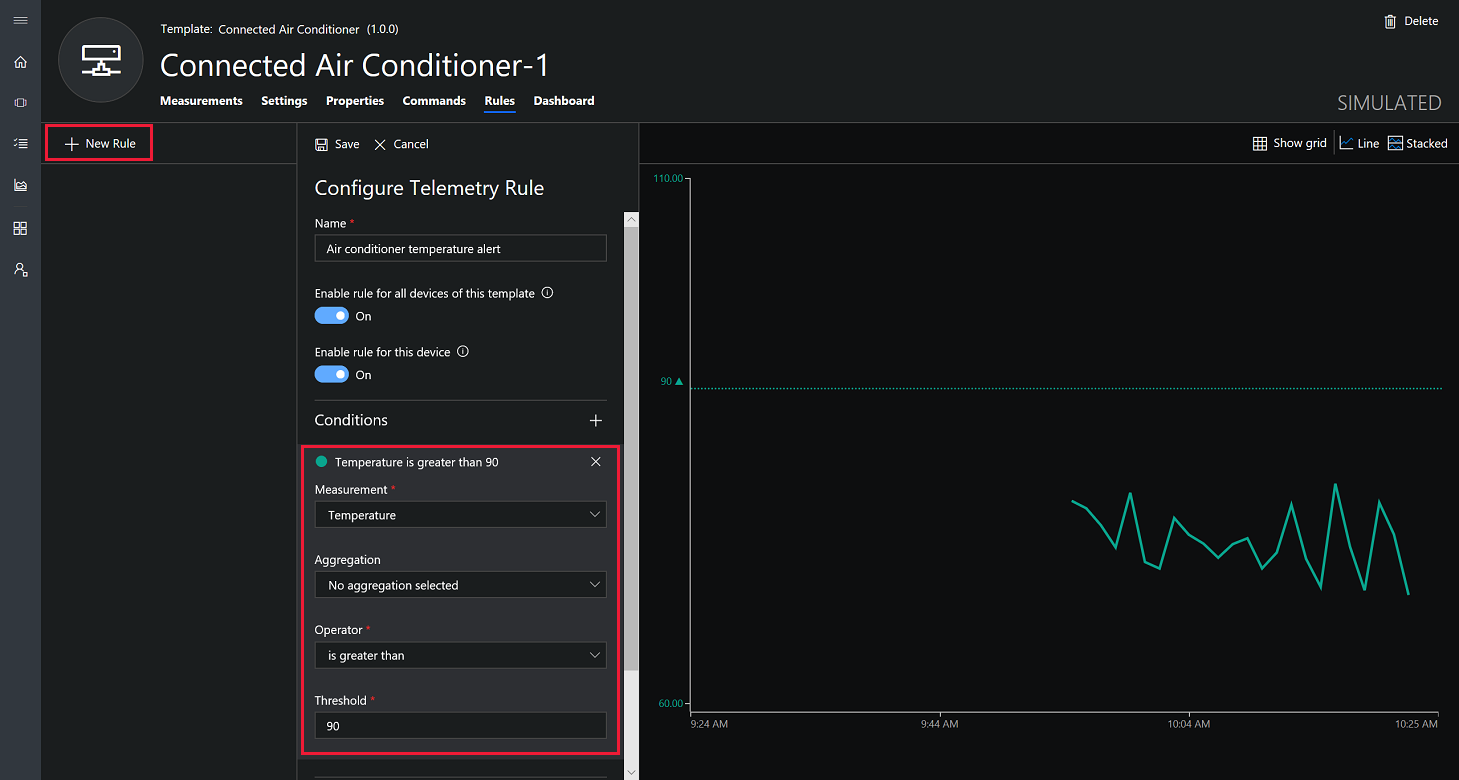 Template: Connected Air Conditioner (1.0.0)
Delete
Connected Air Conditioner-1
Measurements Settings Properties Commands Rules Dashboard
SIMULATED
New Rule
Save Cancel
Show grid Line Stacked
Configure Telemetry Rule
Name *
Air conditioner temperature alert
Enable rule for all devices of this template
On
Enable rule for this device
On
Conditions
Temperature is greater than 90
Measurement *
Temperature
Aggregation
No aggregation selected
Operator *
is greater than
Threshold *
90
110.00
90
60.00
9:24 AM 9:44 AM 10:04 AM 10:25 AM